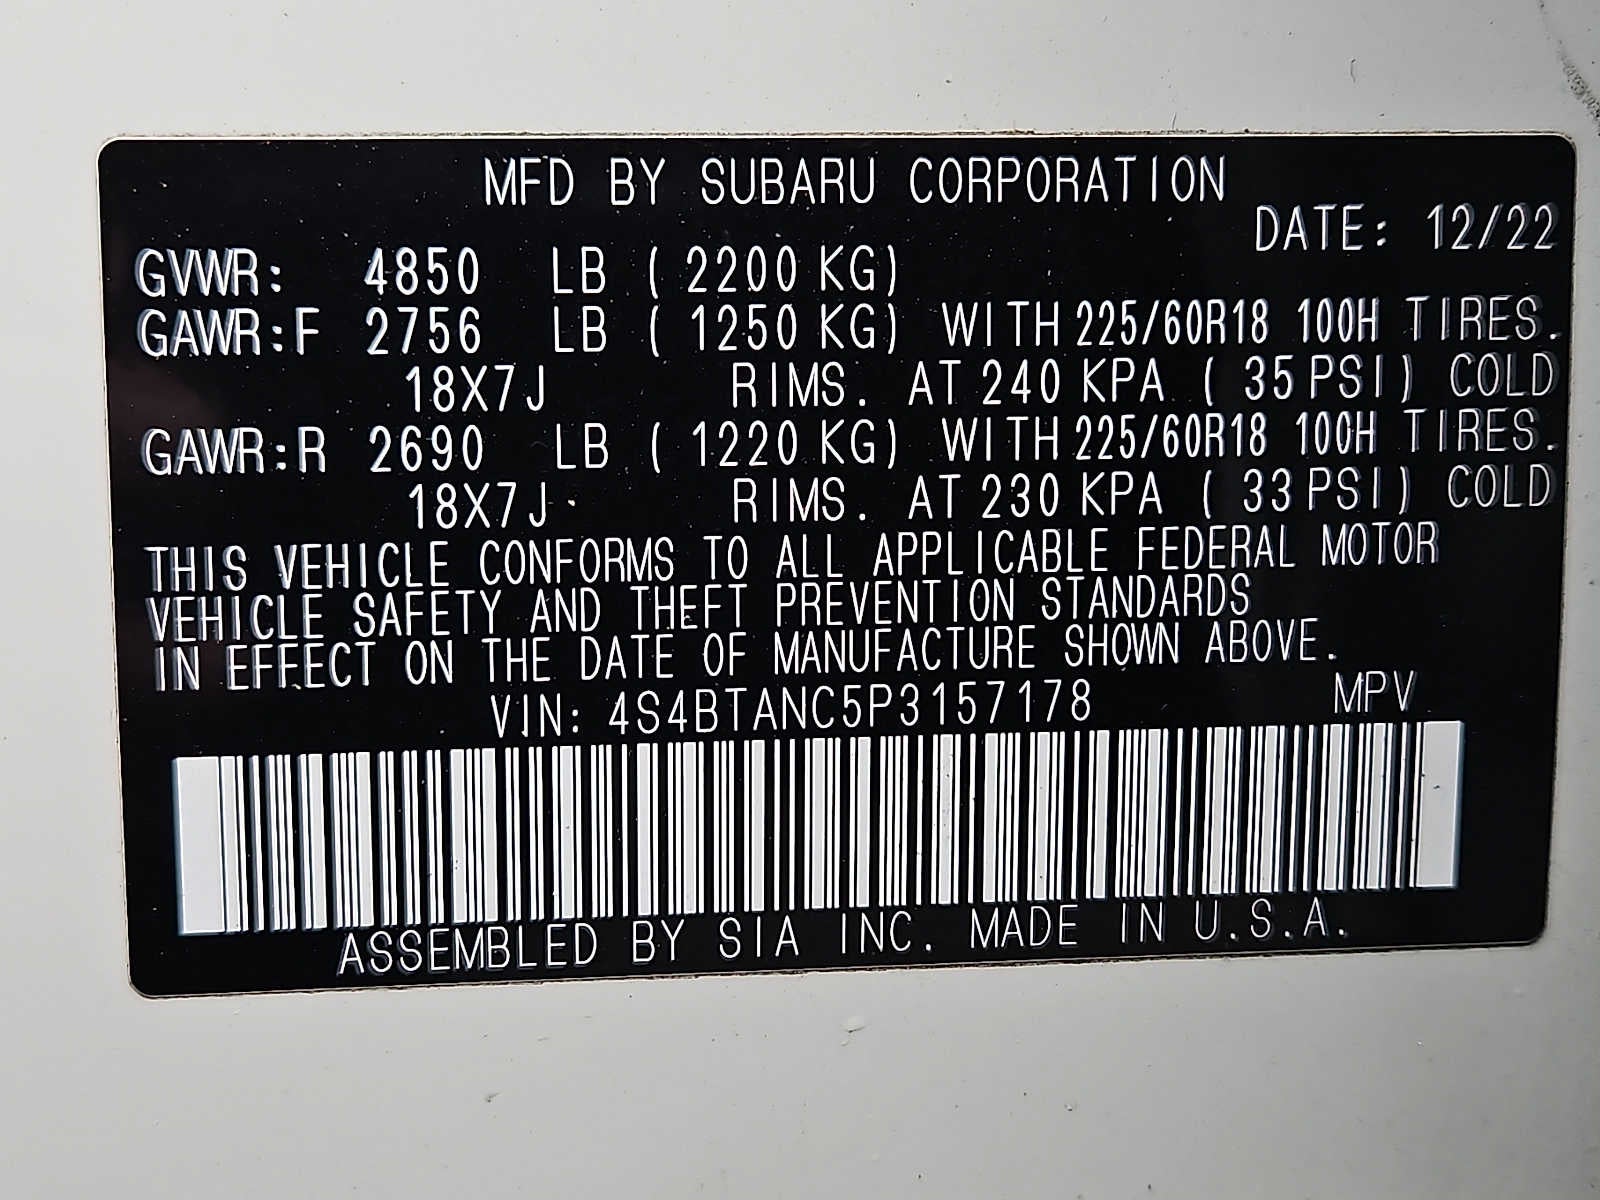 MFD BY SUBARU CORPORATION
DATE: 12/22
GVWR: 4850 LB ( 2200 KG)
GAWR:F 2756 LB ( 1250 KG) WITH 225/60R18 100H TIRES.
18X7J RIMS. AT 240 KPA ( 35 PSI) COLD
GAWR:R 2690 LB ( 1220 KG) WITH 225/60R18 100H TIRES.
18X7J RIMS. AT 230 KPA ( 33 PSI) COLD
THIS VEHICLE CONFORMS TO ALL APPLICABLE FEDERAL MOTOR
VEHICLE SAFETY AND THEFT PREVENTION STANDARDS
IN EFFECT ON THE DATE OF MANUFACTURE SHOWN ABOVE.
VIN: 4S4BTANC5P3157178 MPV
ASSEMBLED BY SIA INC. MADE IN U.S.A.